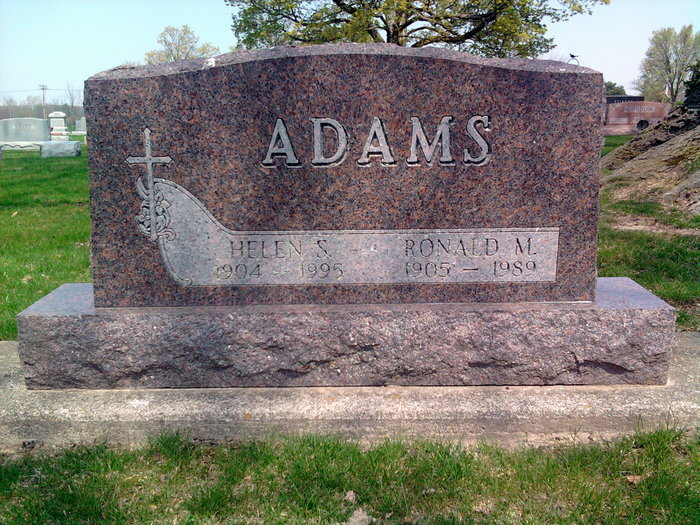 ADAMS
HELEN S. RONALD M.
1904 — 1995 1905 — 1989